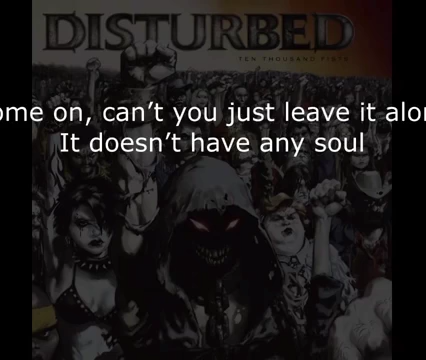 DISTURBED
TEN THOUSAND FISTS
ome on, can't you just leave it alon
It doesn't have any soul